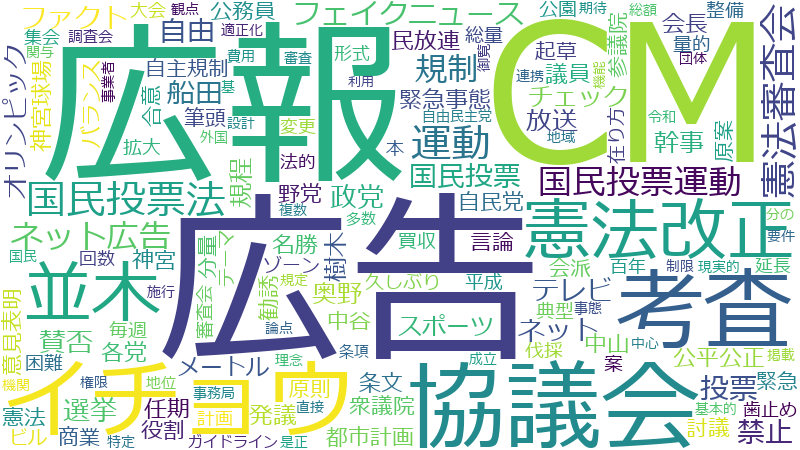 ファクト
大会
観点
公務員
フェイクニュース
公園
期待
総額
整備
憲法審査会
集会
調査会
適正化
自由
広報
CM
民放連
総量
形式
審査
御覧
起草
参議院
会長
量的
団体
関与
オリンピック
神宮球場
バランス
事業者
合意
自主規制
費用
船田
基
筆頭
利用
規制
緊急事態
連携
議員
機能
チェック
令和
幹事
拡大
外国
設計
変更
法的
本
運動
自由民主党
放送
地域
在り方
原案
国民投票法
規程
野党
複数
政党
多数
国民投票
自民党
国民投票運動
分の
要件
ネット広告
分量
テーマ
名勝
樹木
買収
言論
憲法改正
国民
回数
神宮
ゾーン
久しぶり
会派
百年
制限
現実的
延長
意見表明
並木
施行
審査会
勧誘
規定
奥野
平成
テレビ
考査
賛否
毎週
各党
論点
広告
中谷
スポーツ
典型
事態
ネット
伐採
中山
困難
メートル
理念
条項
成立
中心
案
公平公正
掲載
機関
イチョウ
権限
地位
原則
条文
協議会
投票
緊急
憲法
選挙
任期
事務局
計画
発議
直接
衆議院
基本的
歯止め
ビル
商業
役割
特定
ガイドライン
是正
都市計画
討議
禁止